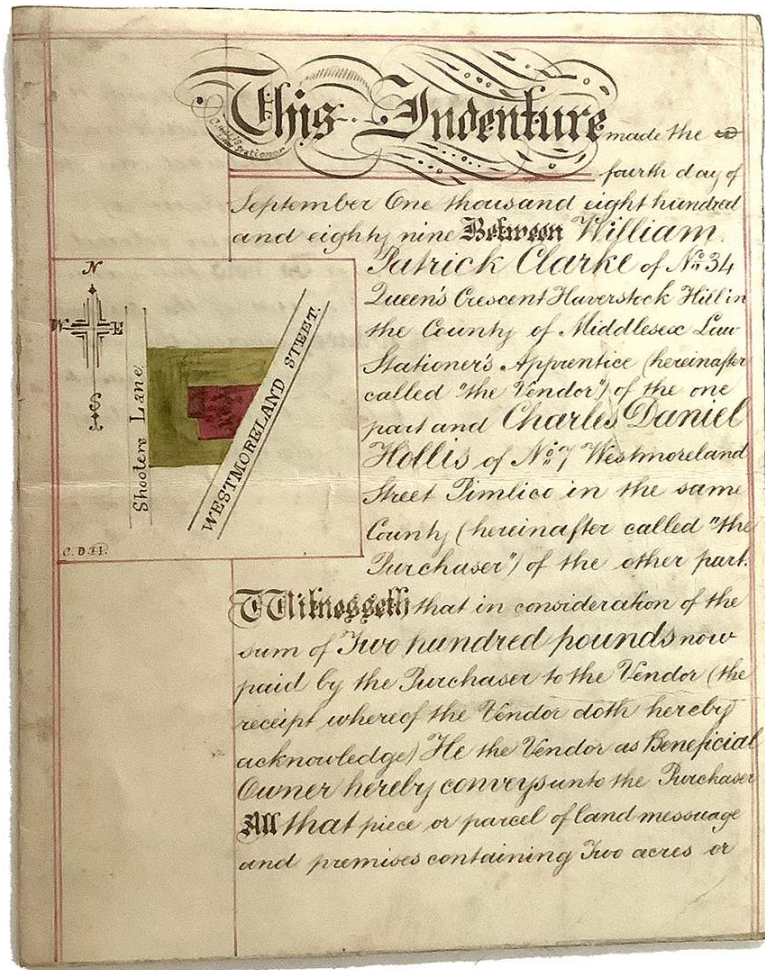 This Indenture made the
fourth day of
September One thousand eight hundred
and eighty nine Between William
Patrick Clarke of No. 34
Queen's Crescent Haverstock Hill in
the County of Middlesex Law
Stationer's Apprentice (hereinafter
called "the Vendor") of the one
part and Charles Daniel
Hollis of No. 7 Westmoreland
Street Pimlico in the same
County (hereinafter called "the
Purchaser") of the other part.
Witnesseth that in consideration of the
sum of Two hundred pounds now
paid by the Purchaser to the Vendor (the
receipt whereof the Vendor doth hereby
acknowledge) He the Vendor as Beneficial
Owner hereby conveys unto the Purchaser
All that piece or parcel of land messuage
and premises containing Two acres or
N
W E
S
Shooters Lane
WESTMORELAND STEET.
C.D.H.